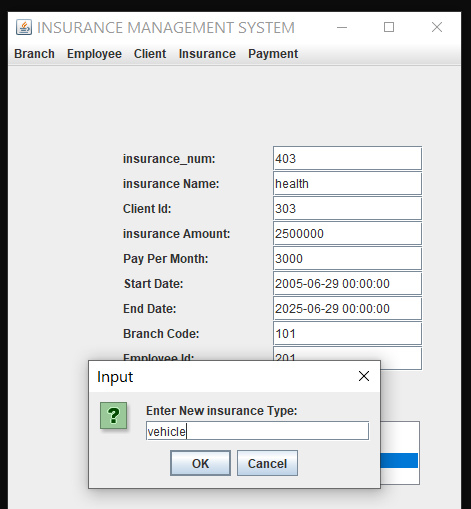 INSURANCE MANAGEMENT SYSTEM
Branch Employee Client Insurance Payment
insurance_num: 403
insurance Name: health
Client Id: 303
insurance Amount: 2500000
Pay Per Month: 3000
Start Date: 2005-06-29 00:00:00
End Date: 2025-06-29 00:00:00
Branch Code: 101
Employee Id: 201
Input
?
Enter New insurance Type:
vehicle
OK Cancel